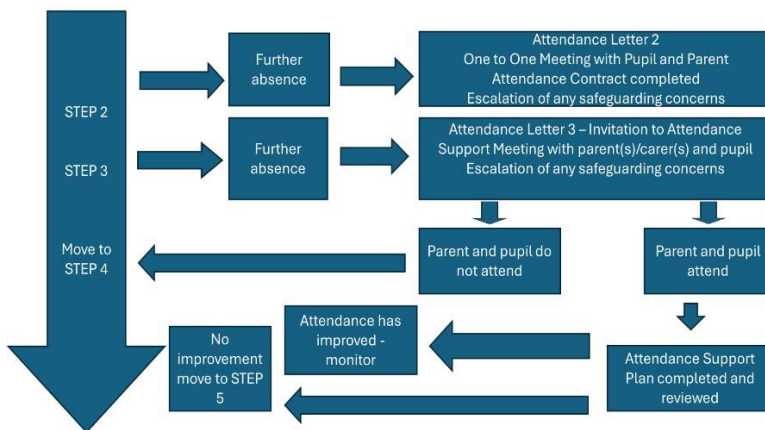 STEP 2
Further
absence
Attendance Letter 2
One to One Meeting with Pupil and Parent
Attendance Contract completed
Escalation of any safeguarding concerns
STEP 3
Further
absence
Attendance Letter 3 – Invitation to Attendance
Support Meeting with parent(s)/carer(s) and pupil
Escalation of any safeguarding concerns
Move to
STEP 4
Parent and pupil do
not attend
Parent and pupil
attend
No
improvement
move to STEP
5
Attendance has
improved -
monitor
Attendance Support
Plan completed and
reviewed